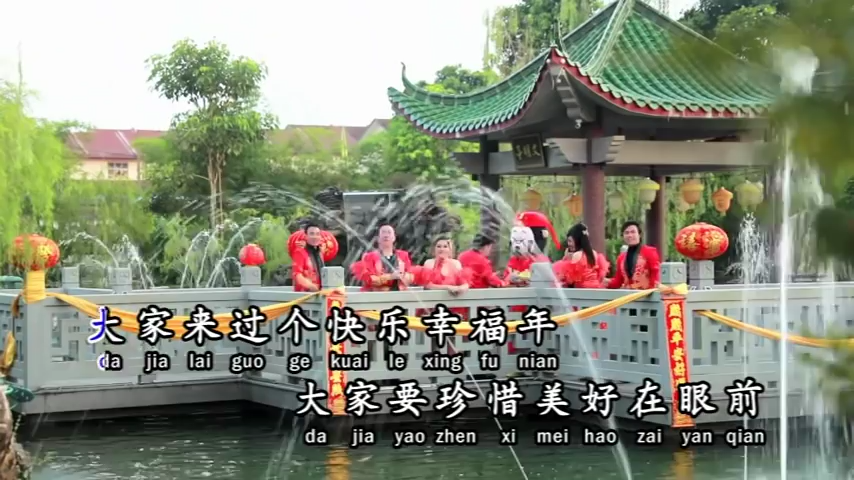 大家来过个快乐幸福年
da jia lai guo ge kuai le xing fu nian
大家要珍惜美好在眼前
da jia yao zhen xi mei hao zai yan qian